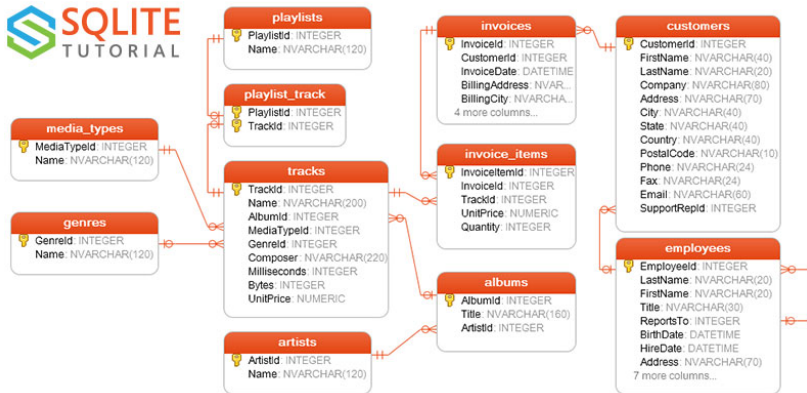 SQLITE
TUTORIAL
playlists
PlaylistId: INTEGER
Name: NVARCHAR(120)
playlist_track
PlaylistId: INTEGER
TrackId: INTEGER
media_types
MediaTypeId: INTEGER
Name: NVARCHAR(120)
genres
GenreId: INTEGER
Name: NVARCHAR(120)
tracks
TrackId: INTEGER
Name: NVARCHAR(200)
AlbumId: INTEGER
MediaTypeId: INTEGER
GenreId: INTEGER
Composer: NVARCHAR(220)
Milliseconds: INTEGER
Bytes: INTEGER
UnitPrice: NUMERIC
artists
ArtistId: INTEGER
Name: NVARCHAR(120)
invoices
InvoiceId: INTEGER
CustomerId: INTEGER
InvoiceDate: DATETIME
BillingAddress: NVAR...
BillingCity: NVARCHA...
4 more columns...
invoice_items
InvoiceItemId: INTEGER
InvoiceId: INTEGER
TrackId: INTEGER
UnitPrice: NUMERIC
Quantity: INTEGER
albums
AlbumId: INTEGER
Title: NVARCHAR(160)
ArtistId: INTEGER
customers
CustomerId: INTEGER
FirstName: NVARCHAR(40)
LastName: NVARCHAR(20)
Company: NVARCHAR(80)
Address: NVARCHAR(70)
City: NVARCHAR(40)
State: NVARCHAR(40)
Country: NVARCHAR(40)
PostalCode: NVARCHAR(10)
Phone: NVARCHAR(24)
Fax: NVARCHAR(24)
Email: NVARCHAR(60)
SupportRepId: INTEGER
employees
EmployeeId: INTEGER
LastName: NVARCHAR(20)
FirstName: NVARCHAR(20)
Title: NVARCHAR(30)
ReportsTo: INTEGER
BirthDate: DATETIME
HireDate: DATETIME
Address: NVARCHAR(70)
7 more columns...